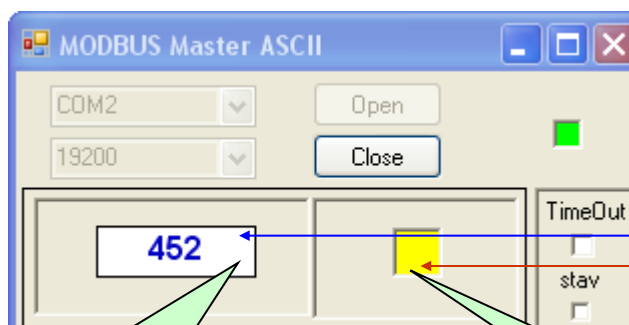 MODBUS Master ASCII
COM2
Open
19200
Close
TimeOut
452
stav